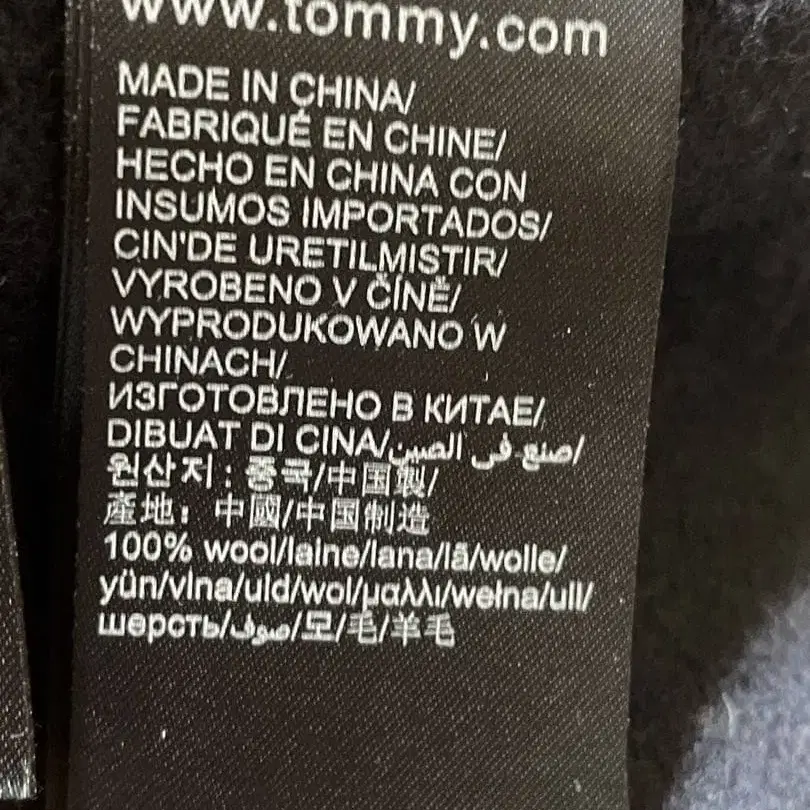 www.tommy.com
MADE IN CHINA/
FABRIQUÉ EN CHINE/
HECHO EN CHINA CON
INSUMOS IMPORTADOS/
CIN'DE URETILMISTIR/
VYROBENO V ČÍNĚ/
WYPRODUKOWANO W
CHINACH/
ИЗГОТОВЛЕНО В КИТАЕ/
DIBUAT DI CINA/صنع في الصين/
원산지: 중국/中国製/
產地: 中國/中国制造
100% wool/laine/lana/lã/wolle/
yün/vlna/uld/wol/μαλλι/wełna/ull/
шерсть/صوف/모/毛/羊毛